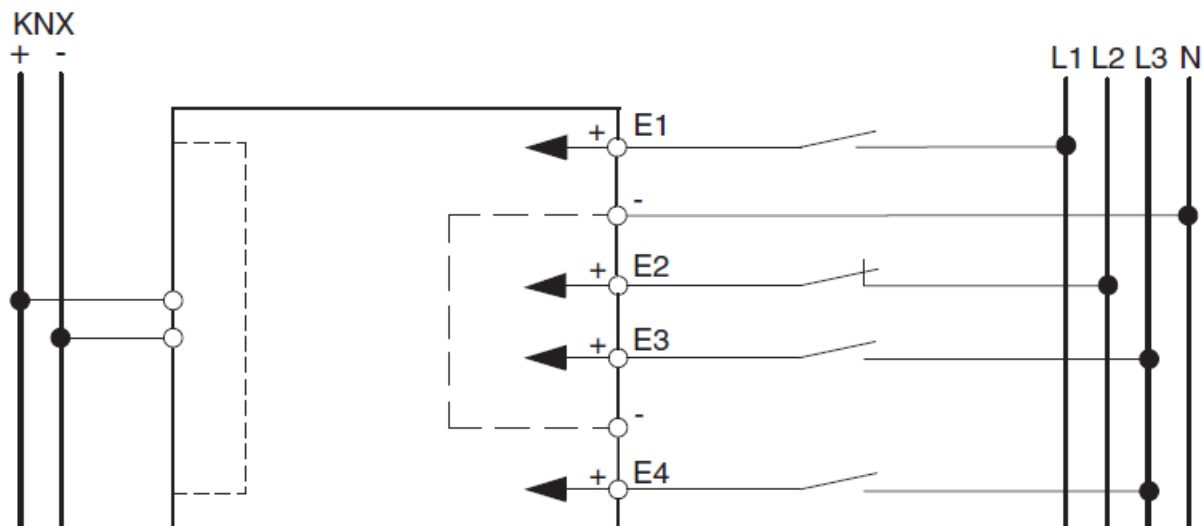 KNX
+ -
L1 L2 L3 N
+ E1
-
+ E2
+ E3
-
+ E4